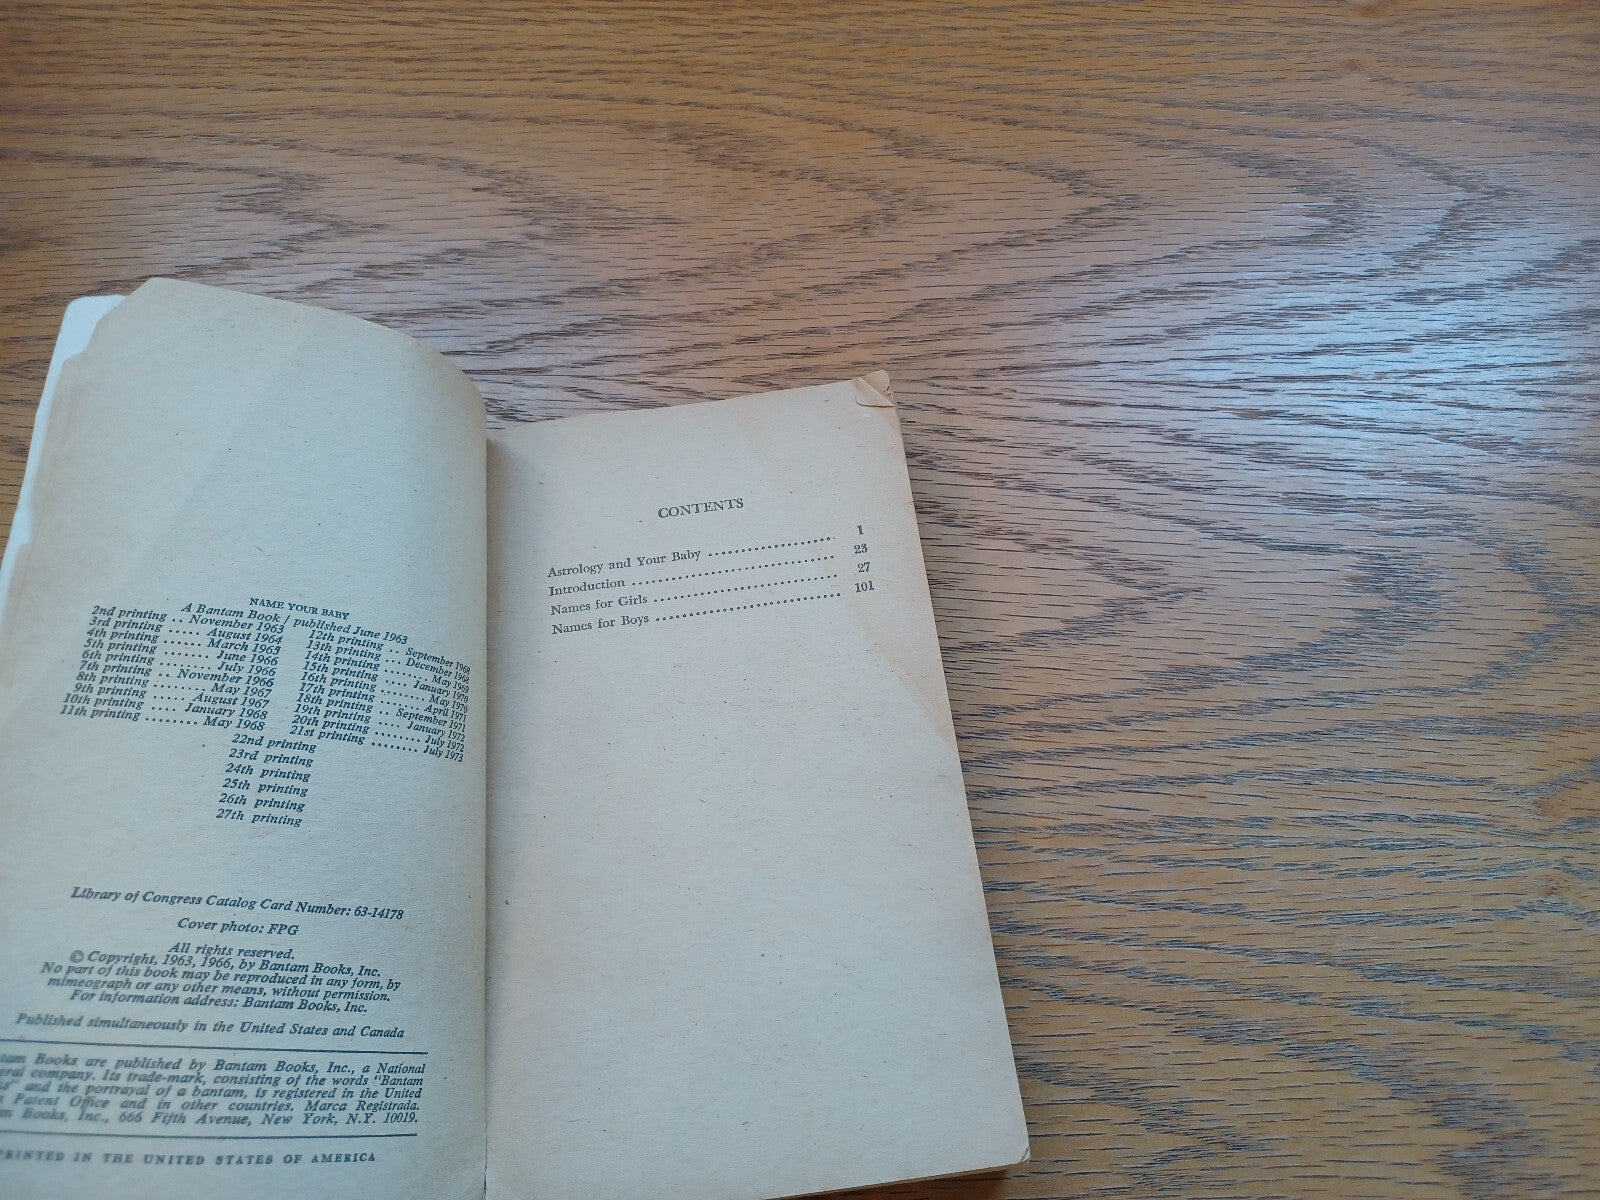 NAME YOUR BABY
A Bantam Book / published June 1963
2nd printing .. November 1963
3rd printing ..... August 1964
4th printing ...... March 1965
5th printing ....... June 1966
6th printing ........ July 1966
7th printing .. November 1966
8th printing ........ May 1967
9th printing ..... August 1967
10th printing .... January 1968
11th printing ......... May 1968
12th printing .. September 1968
13th printing ... December 1968
14th printing ........ May 1969
15th printing .... January 1970
16th printing ........ May 1970
17th printing ....... April 1971
18th printing .. September 1971
19th printing .... January 1972
20th printing ........ July 1972
21st printing ........ July 1973
22nd printing
23rd printing
24th printing
25th printing
26th printing
27th printing
Library of Congress Catalog Card Number: 63-14178
Cover photo: FPG
All rights reserved.
© Copyright, 1963, 1966, by Bantam Books, Inc.
No part of this book may be reproduced in any form, by
mimeograph or any other means, without permission.
For information address: Bantam Books, Inc.
Published simultaneously in the United States and Canada
Books are published by Bantam Books, Inc., a National
company. Its trade-mark, consisting of the words "Bantam
and the portrayal of a bantam, is registered in the United
Patent Office and in other countries. Marca Registrada.
Books, Inc., 666 Fifth Avenue, New York, N.Y. 10019.
PRINTED IN THE UNITED STATES OF AMERICA
CONTENTS
Astrology and Your Baby .................... 1
Introduction .............................. 23
Names for Girls ........................... 27
Names for Boys ............................ 101